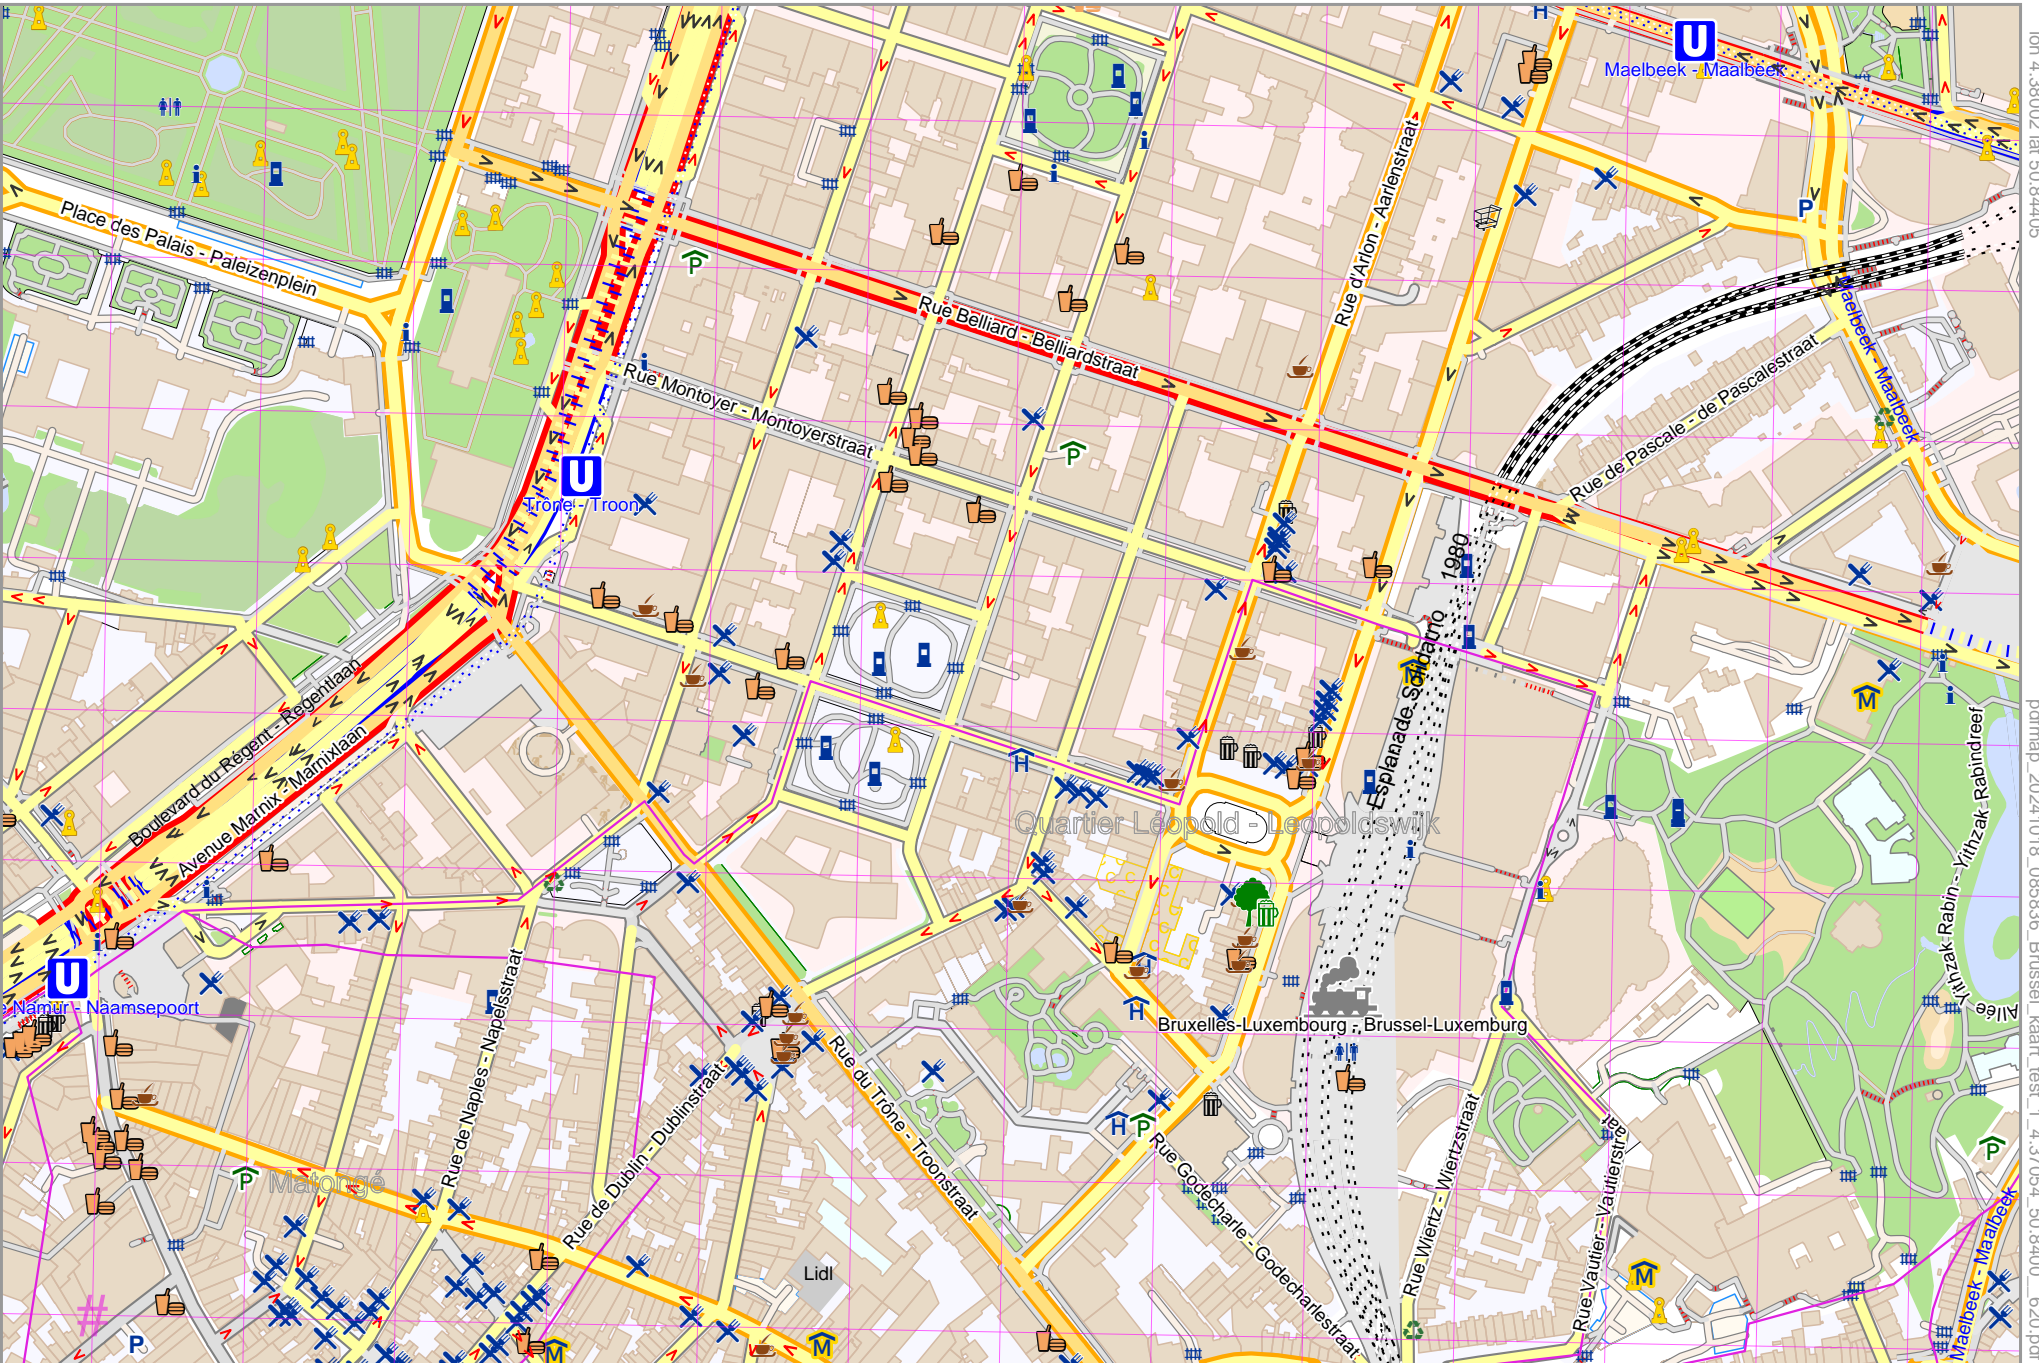 U
Maelbeek - Maalbeek
H
P
Place des Palais - Paleizenplein
P
Rue d'Arlon - Aarlenstraat
Rue Belliard - Belliardstraat
Maelbeek - Maalbeek
Rue de Pascale - de Pascalestraat
Rue Montoyer - Montoyerstraat
P
U
Trône - Troon
1980
Esplanade Solidarno
M
M
Boulevard du Régent - Regentlaan
Avenue Marnix - Marnixlaan
H
Quartier Léopold - Leopoldswijk
Allée Yithzak-Rabin - Yithzak-Rabindreef
U
Namur - Naamsepoort
H
H
Bruxelles-Luxembourg - Brussel-Luxemburg
Rue de Naples - Napelsstraat
Rue de Dublin - Dublinstraat
Rue du Trône - Troonstraat
H
P
P
P
Matongé
Rue Godecharle - Godecharlestraat
Rue Wiertz - Wiertzstraat
Rue Vautier - Vautierstraat
Maelbeek - Maalbeek
Lidl
M
M
M
P
#